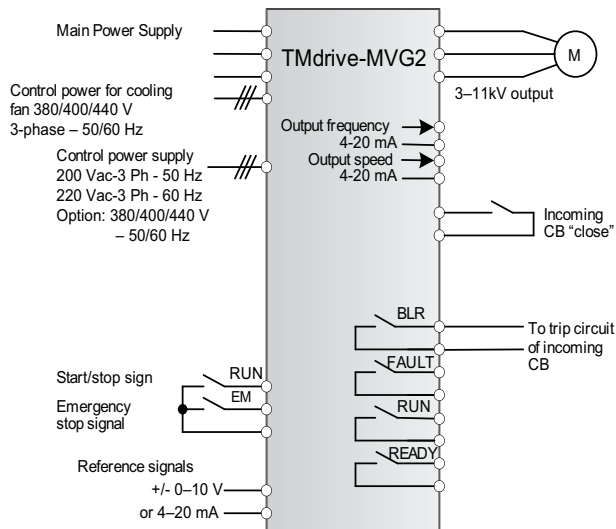 Main Power Supply
TMdrive-MVG2
M
3–11kV output
Control power for cooling
fan 380/400/440 V
3-phase – 50/60 Hz
Output frequency
4-20 mA
Output speed
4-20 mA
Control power supply
200 Vac-3 Ph - 50 Hz
220 Vac-3 Ph - 60 Hz
Option: 380/400/440 V
– 50/60 Hz
Incoming
CB “close”
BLR
To trip circuit
of incoming
CB
FAULT
Start/stop sign
RUN
Emergency
stop signal
EM
RUN
READY
Reference signals
+/- 0–10 V
or 4–20 mA